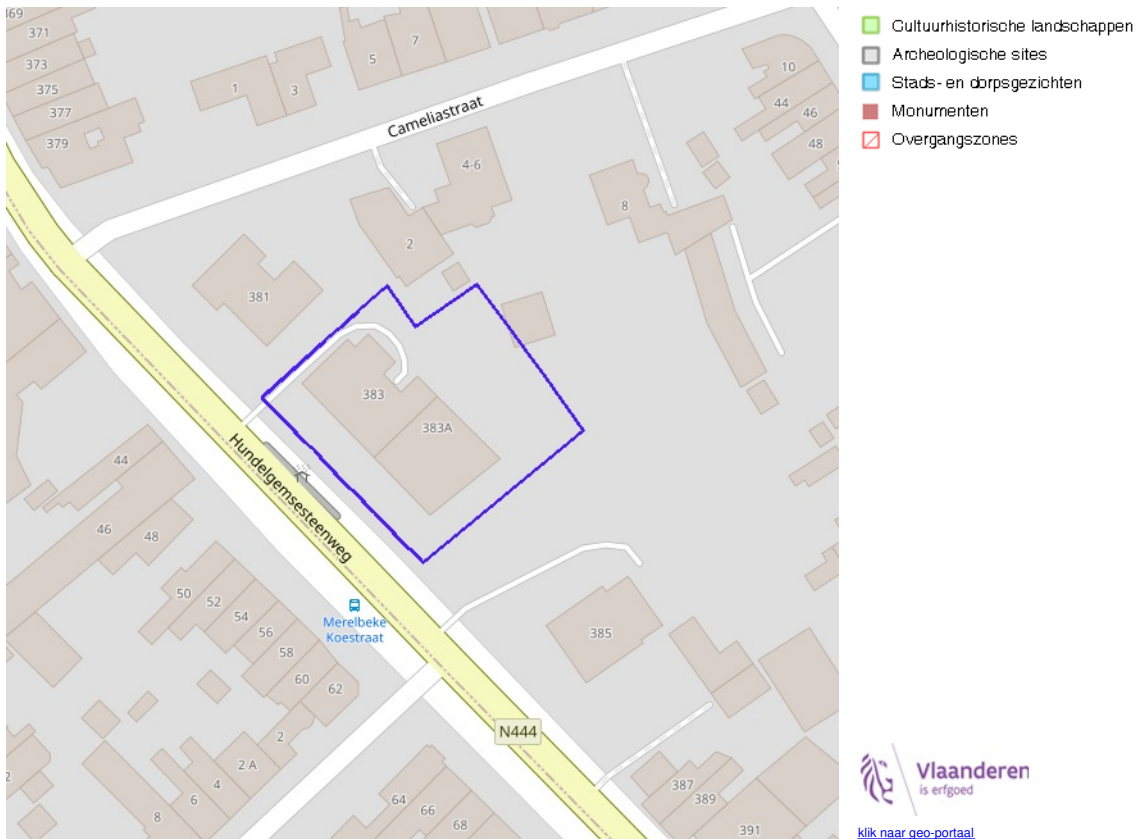 369
371
373
375
377
379
1
3
5
7
Cameliastraat
10
44
46
48
4-6
8
2
381
383
383A
Hundelgemsesteenweg
44
46
48
50
52
54
56
58
60
62
Merelbeke
Koestraat
385
N444
2
2 A
4
6
8
2
64
66
68
387
389
391
Cultuurhistorische landschappen
Archeologische sites
Stads- en dorpsgezichten
Monumenten
Overgangszones
Vlaanderen
is erfgoed
klik naar geo-portaal